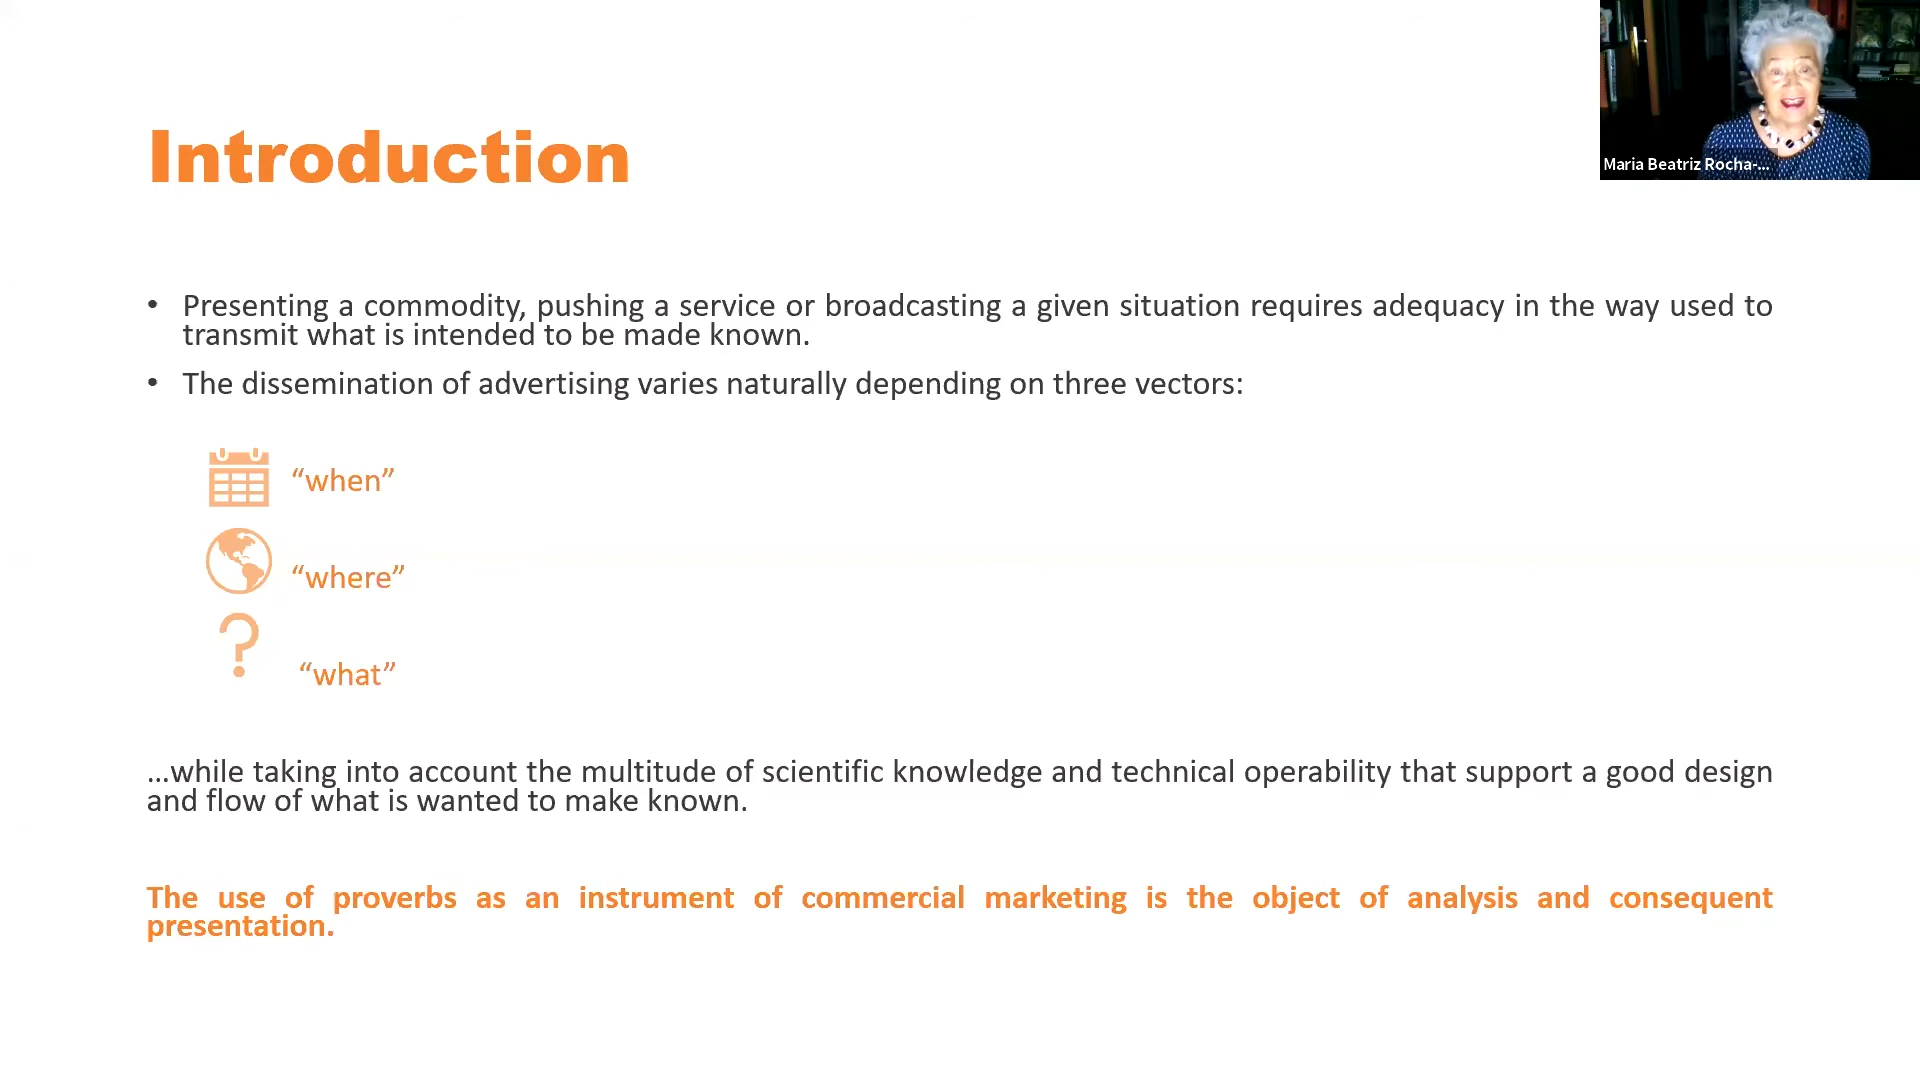 Introduction
Maria Beatriz Rocha-...
• Presenting a commodity, pushing a service or broadcasting a given situation requires adequacy in the way used to
transmit what is intended to be made known.
• The dissemination of advertising varies naturally depending on three vectors:
“when”
“where”
“what”
...while taking into account the multitude of scientific knowledge and technical operability that support a good design
and flow of what is wanted to make known.
The use of proverbs as an instrument of commercial marketing is the object of analysis and consequent
presentation.